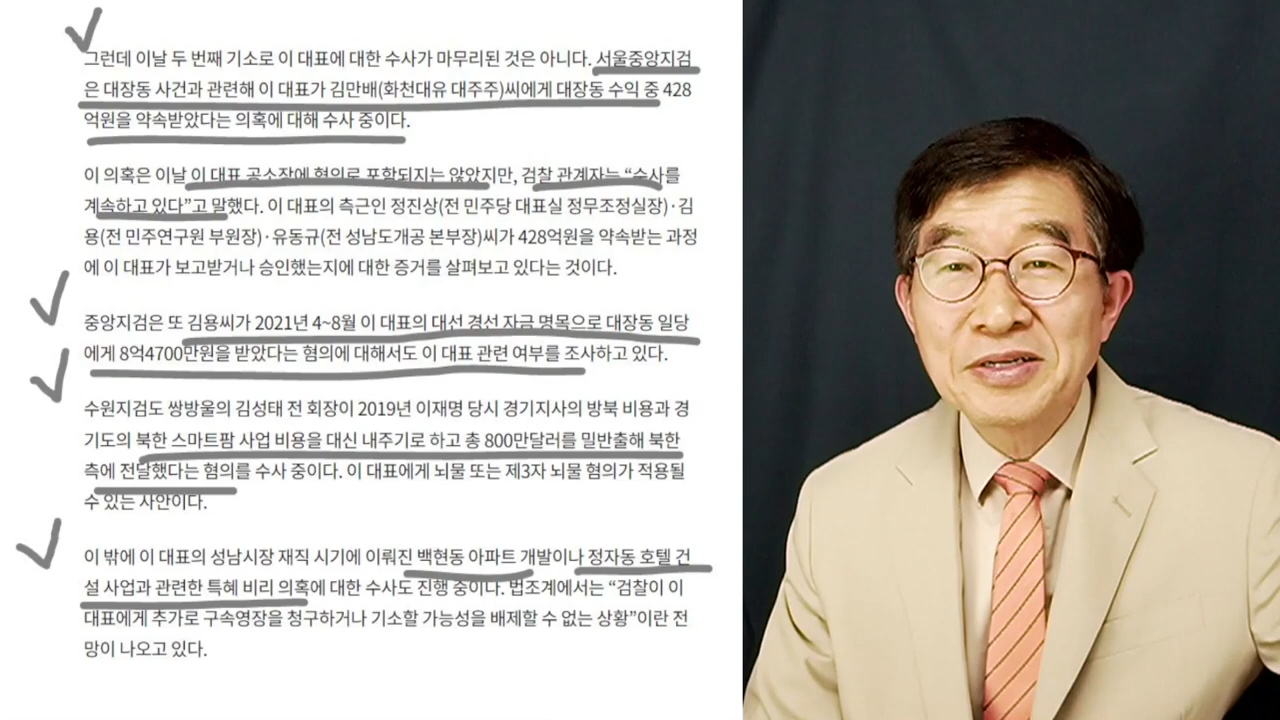 그런데 이날 두 번째 기소로 이 대표에 대한 수사가 마무리된 것은 아니다. 서울중앙지검
은 대장동 사건과 관련해 이 대표가 김만배(화천대유 대주주)씨에게 대장동 수익 중 428
억원을 약속받았다는 의혹에 대해 수사 중이다.
이 의혹은 이날 이 대표 공소장에 혐의로 포함되지는 않았지만, 검찰 관계자는 “수사를
계속하고 있다”고 말했다. 이 대표의 측근인 정진상(전 민주당 대표실 정무조정실장)·김
용(전 민주연구원 부원장)·유동규(전 성남도개공 본부장)씨가 428억원을 약속받는 과정
에 이 대표가 보고받거나 승인했는지에 대한 증거를 살펴보고 있다는 것이다.
중앙지검은 또 김용씨가 2021년 4~8월 이 대표의 대선 경선 자금 명목으로 대장동 일당
에게 8억4700만원을 받았다는 혐의에 대해서도 이 대표 관련 여부를 조사하고 있다.
수원지검도 쌍방울의 김성태 전 회장이 2019년 이재명 당시 경기지사의 방북 비용과 경
기도의 북한 스마트팜 사업 비용을 대신 내주기로 하고 총 800만달러를 밀반출해 북한
측에 전달했다는 혐의를 수사 중이다. 이 대표에게 뇌물 또는 제3자 뇌물 혐의가 적용될
수 있는 사안이다.
이 밖에 이 대표의 성남시장 재직 시기에 이뤄진 백현동 아파트 개발이나 정자동 호텔 건
설 사업과 관련한 특혜 비리 의혹에 대한 수사도 진행 중이나. 법조계에서는 “검찰이 이
대표에게 추가로 구속영장을 청구하거나 기소할 가능성을 배제할 수 없는 상황”이란 전
망이 나오고 있다.